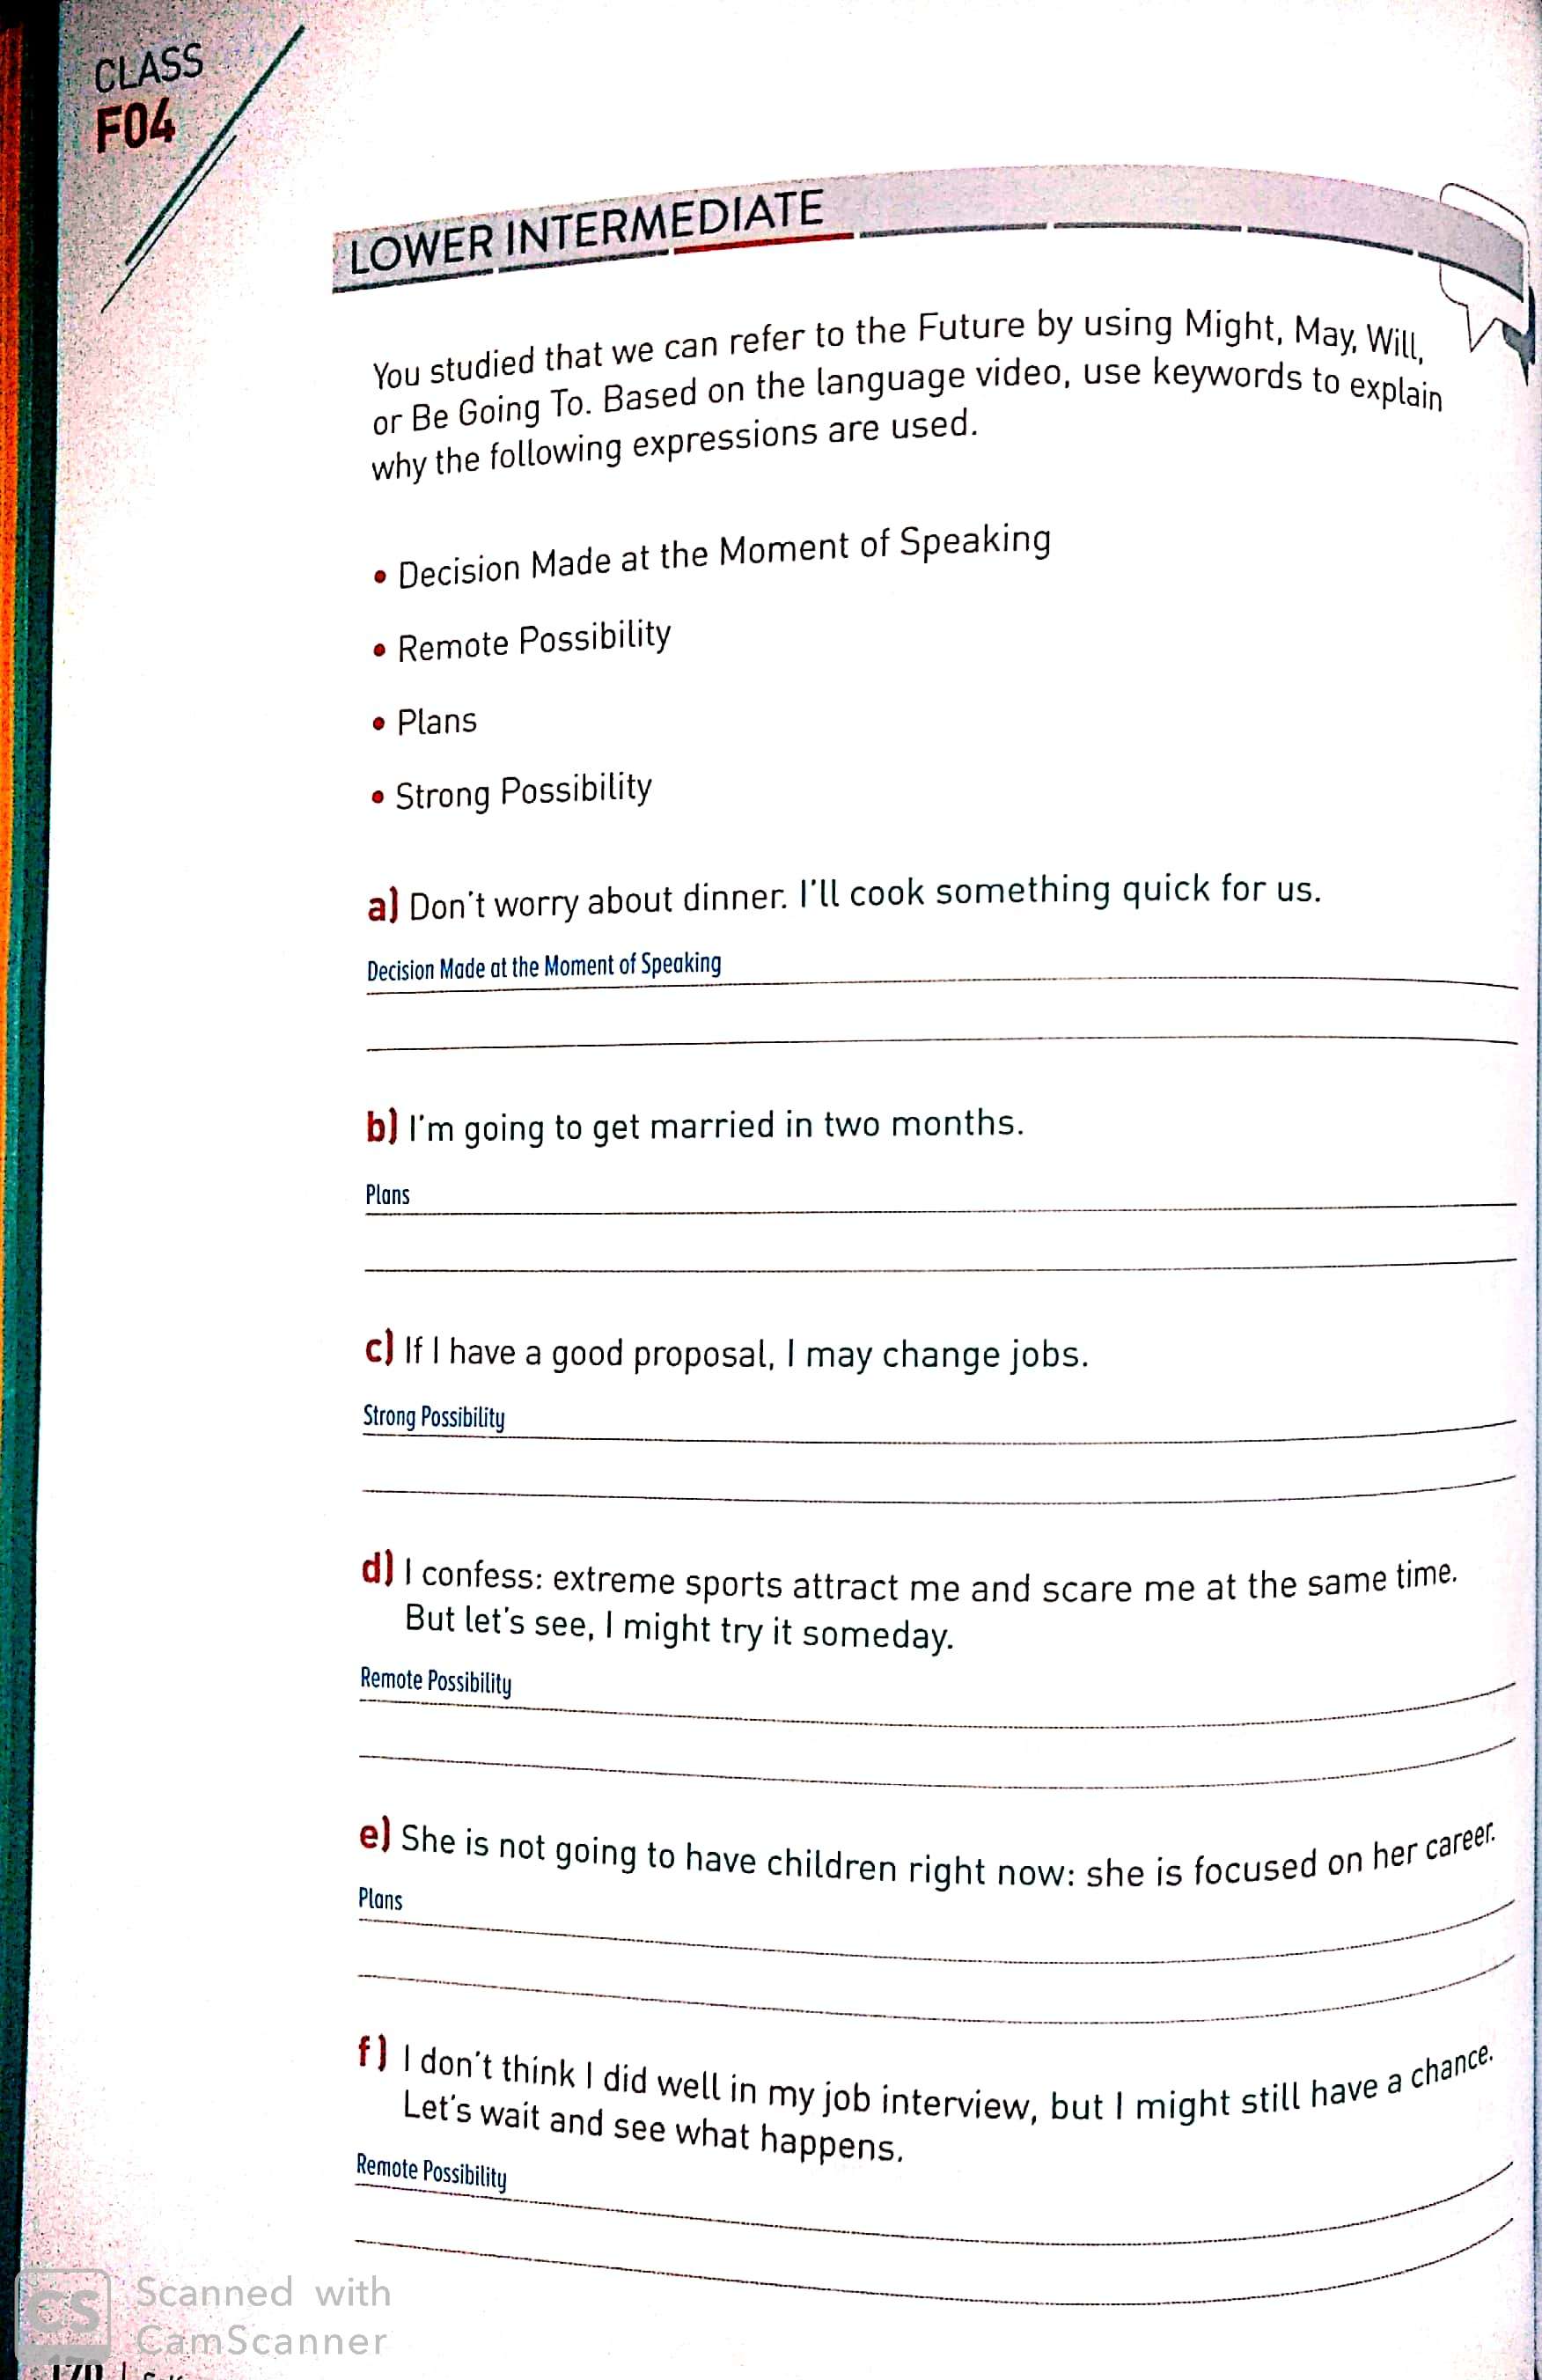 CLASS
F04
LOWER INTERMEDIATE
You studied that we can refer to the Future by using Might, May, Will,
or Be Going To. Based on the language video, use keywords to explain
why the following expressions are used.
• Decision Made at the Moment of Speaking
• Remote Possibility
• Plans
• Strong Possibility
a) Don't worry about dinner. I'll cook something quick for us.
Decision Made at the Moment of Speaking
b) I'm going to get married in two months.
Plans
c) If I have a good proposal, I may change jobs.
Strong Possibility
d) I confess: extreme sports attract me and scare me at the same time.
But let's see, I might try it someday.
Remote Possibility
e) She is not going to have children right now: she is focused on her career.
Plans
f) I don't think I did well in my job interview, but I might still have a chance.
Let's wait and see what happens.
Remote Possibility
CS Scanned with
CamScanner